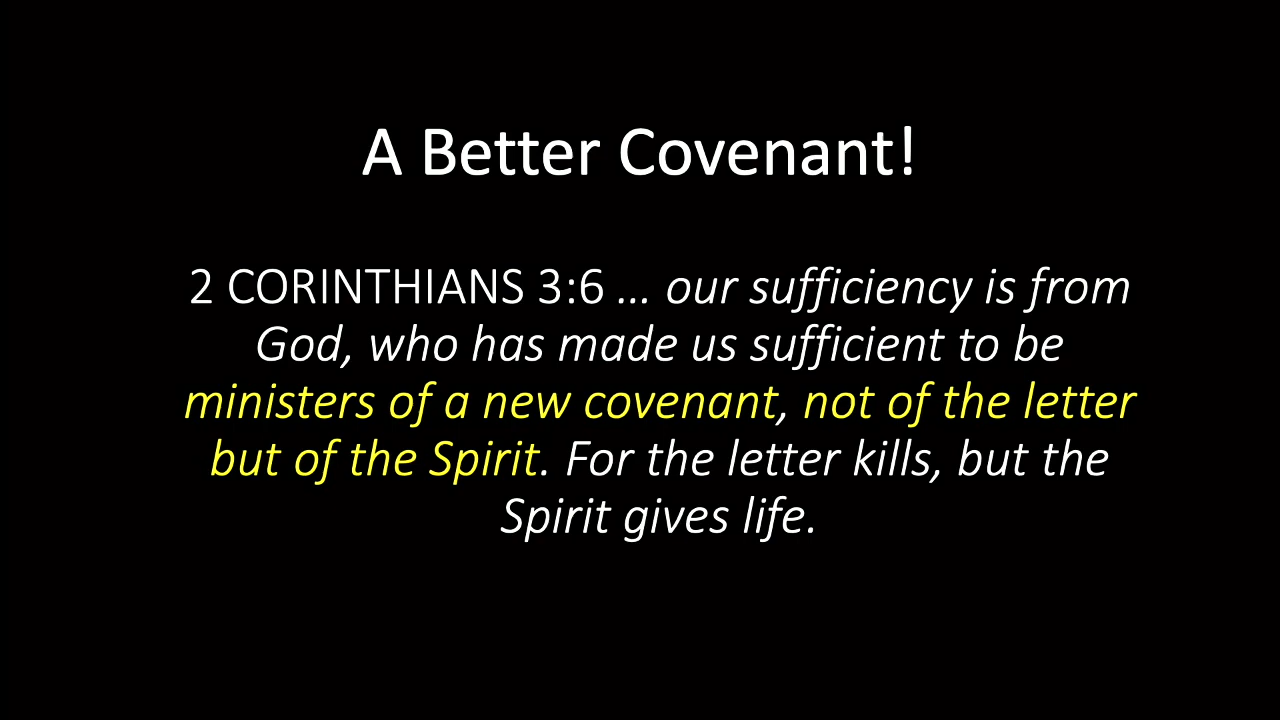 A Better Covenant!
2 CORINTHIANS 3:6 … our sufficiency is from
God, who has made us sufficient to be
ministers of a new covenant, not of the letter
but of the Spirit. For the letter kills, but the
Spirit gives life.